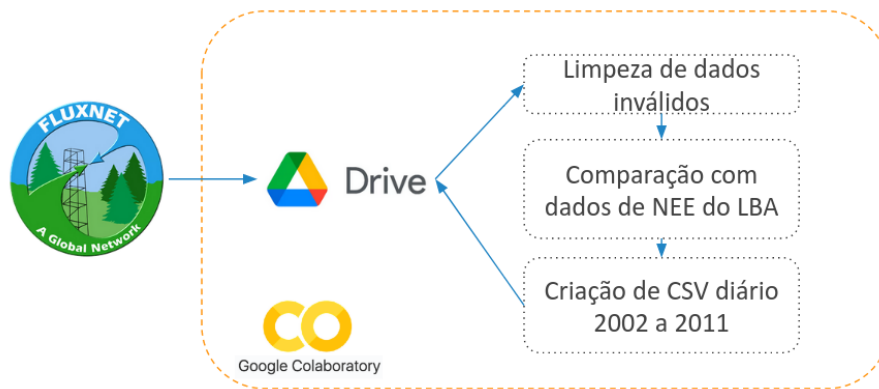 FLUXNET
A Global Network
Drive
Google Colaboratory
Limpeza de dados
inválidos
Comparação com
dados de NEE do LBA
Criação de CSV diário
2002 a 2011